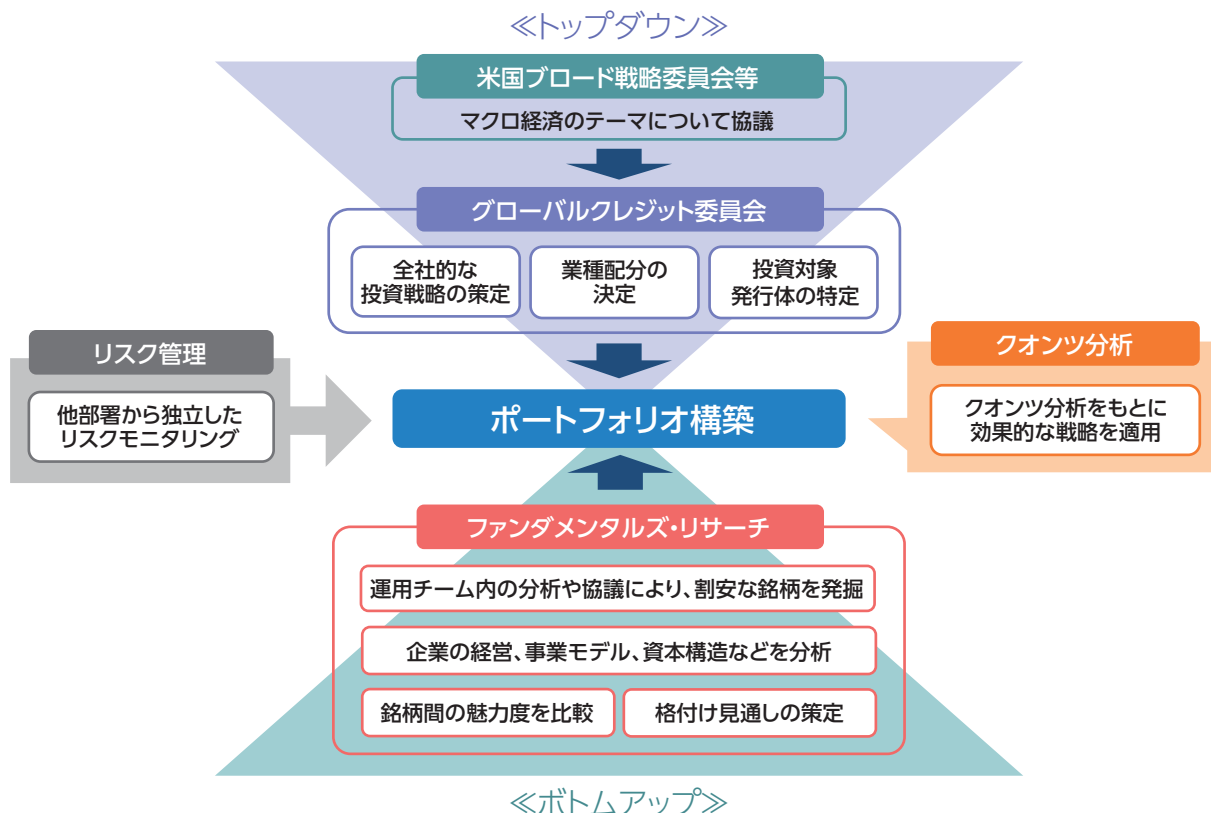 ≪トップダウン≫
米国ブロード戦略委員会等
マクロ経済のテーマについて協議
グローバルクレジット委員会
全社的な
投資戦略の策定
業種配分の
決定
投資対象
発行体の特定
リスク管理
他部署から独立した
リスクモニタリング
ポートフォリオ構築
クオンツ分析
クオンツ分析をもとに
効果的な戦略を適用
ファンダメンタルズ・リサーチ
運用チーム内の分析や協議により、割安な銘柄を発掘
企業の経営、事業モデル、資本構造などを分析
銘柄間の魅力度を比較
格付け見通しの策定
≪ボトムアップ≫